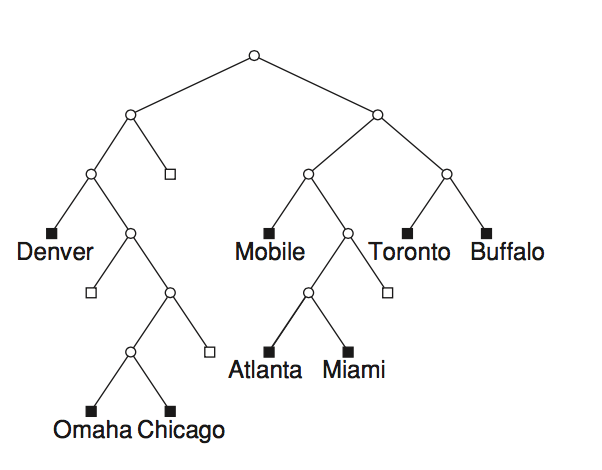 Denver
Mobile
Toronto
Buffalo
Atlanta
Miami
Omaha
Chicago